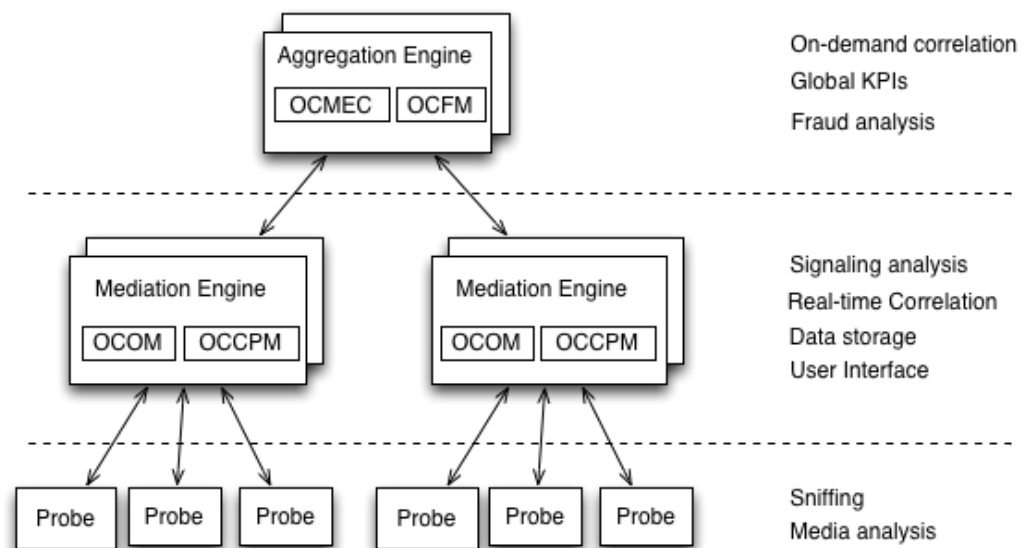 Aggregation Engine
OCMEC
OCFM
On-demand correlation
Global KPIs
Fraud analysis
Mediation Engine
OCOM
OCCPM
Mediation Engine
OCOM
OCCPM
Signaling analysis
Real-time Correlation
Data storage
User Interface
Probe
Probe
Probe
Probe
Probe
Probe
Sniffing
Media analysis